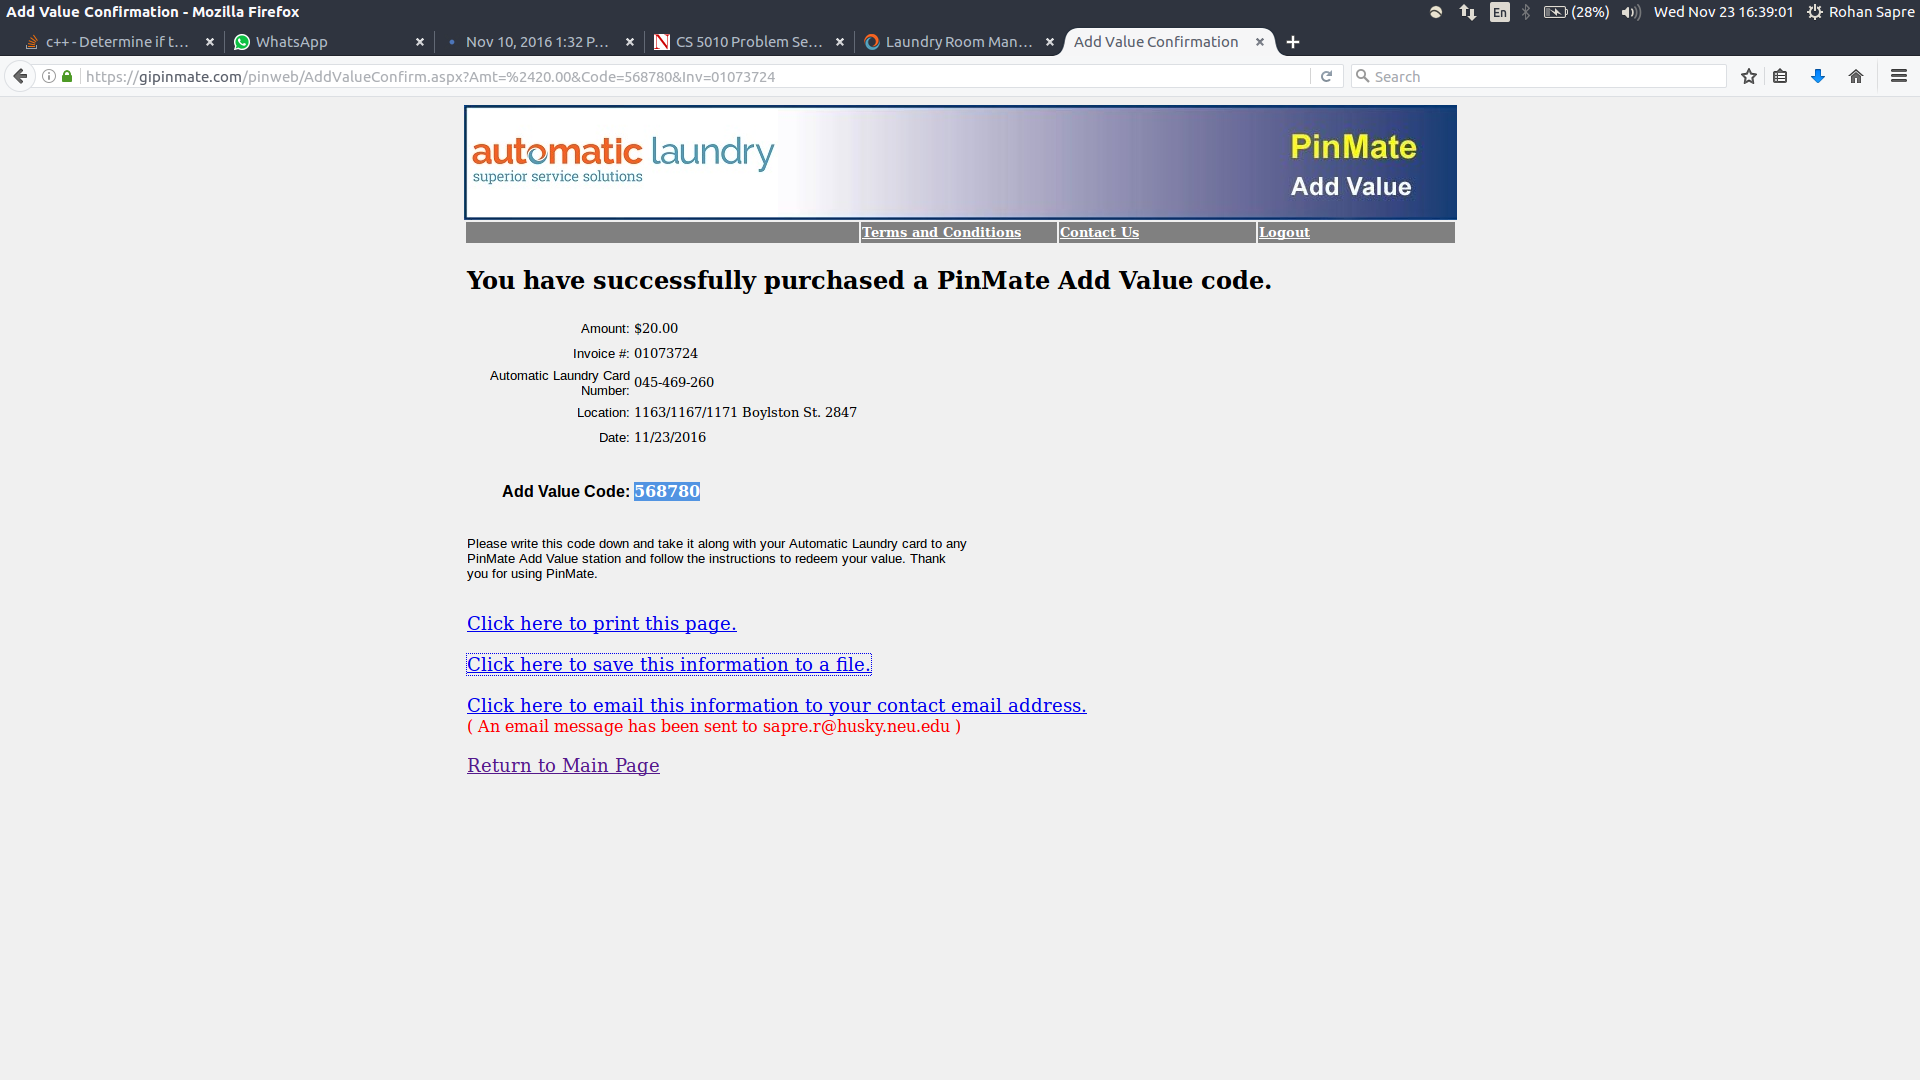 Add Value Confirmation - Mozilla Firefox
En (28%) Wed Nov 23 16:39:01 Rohan Sapre
c++ - Determine if t... WhatsApp Nov 10, 2016 1:32 P... CS 5010 Problem Se... Laundry Room Man... Add Value Confirmation
https://gipinmate.com/pinweb/AddValueConfirm.aspx?Amt=%2420.00&Code=568780&Inv=01073724 Search
automatic laundry
superior service solutions
PinMate
Add Value
Terms and Conditions Contact Us Logout
You have successfully purchased a PinMate Add Value code.
Amount: $20.00
Invoice #: 01073724
Automatic Laundry Card
Number: 045-469-260
Location: 1163/1167/1171 Boylston St. 2847
Date: 11/23/2016
Add Value Code: 568780
Please write this code down and take it along with your Automatic Laundry card to any
PinMate Add Value station and follow the instructions to redeem your value. Thank
you for using PinMate.
Click here to print this page.
Click here to save this information to a file.
Click here to email this information to your contact email address.
( An email message has been sent to sapre.r@husky.neu.edu )
Return to Main Page